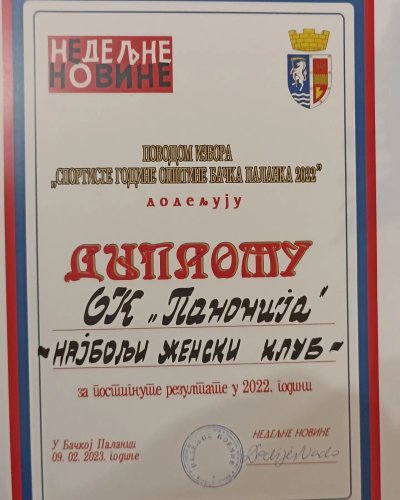 НЕДЕЉНЕ
НОВИНЕ
ПОВОДОМ ИЗБОРА
„СПОРТИСТЕ ГОДИНЕ ОПШТИНЕ БАЧКА ПАЛАНКА 2022”
додељују
ДИПЛОМУ
ОК „Панонија“
~НАЈБОЉИ ЖЕНСКИ КЛУБ~
за постигнуте резултате у 2022. години
У Бачкој Паланци
09. 02. 2023. године
НЕДЕЉНЕ НОВИНЕ